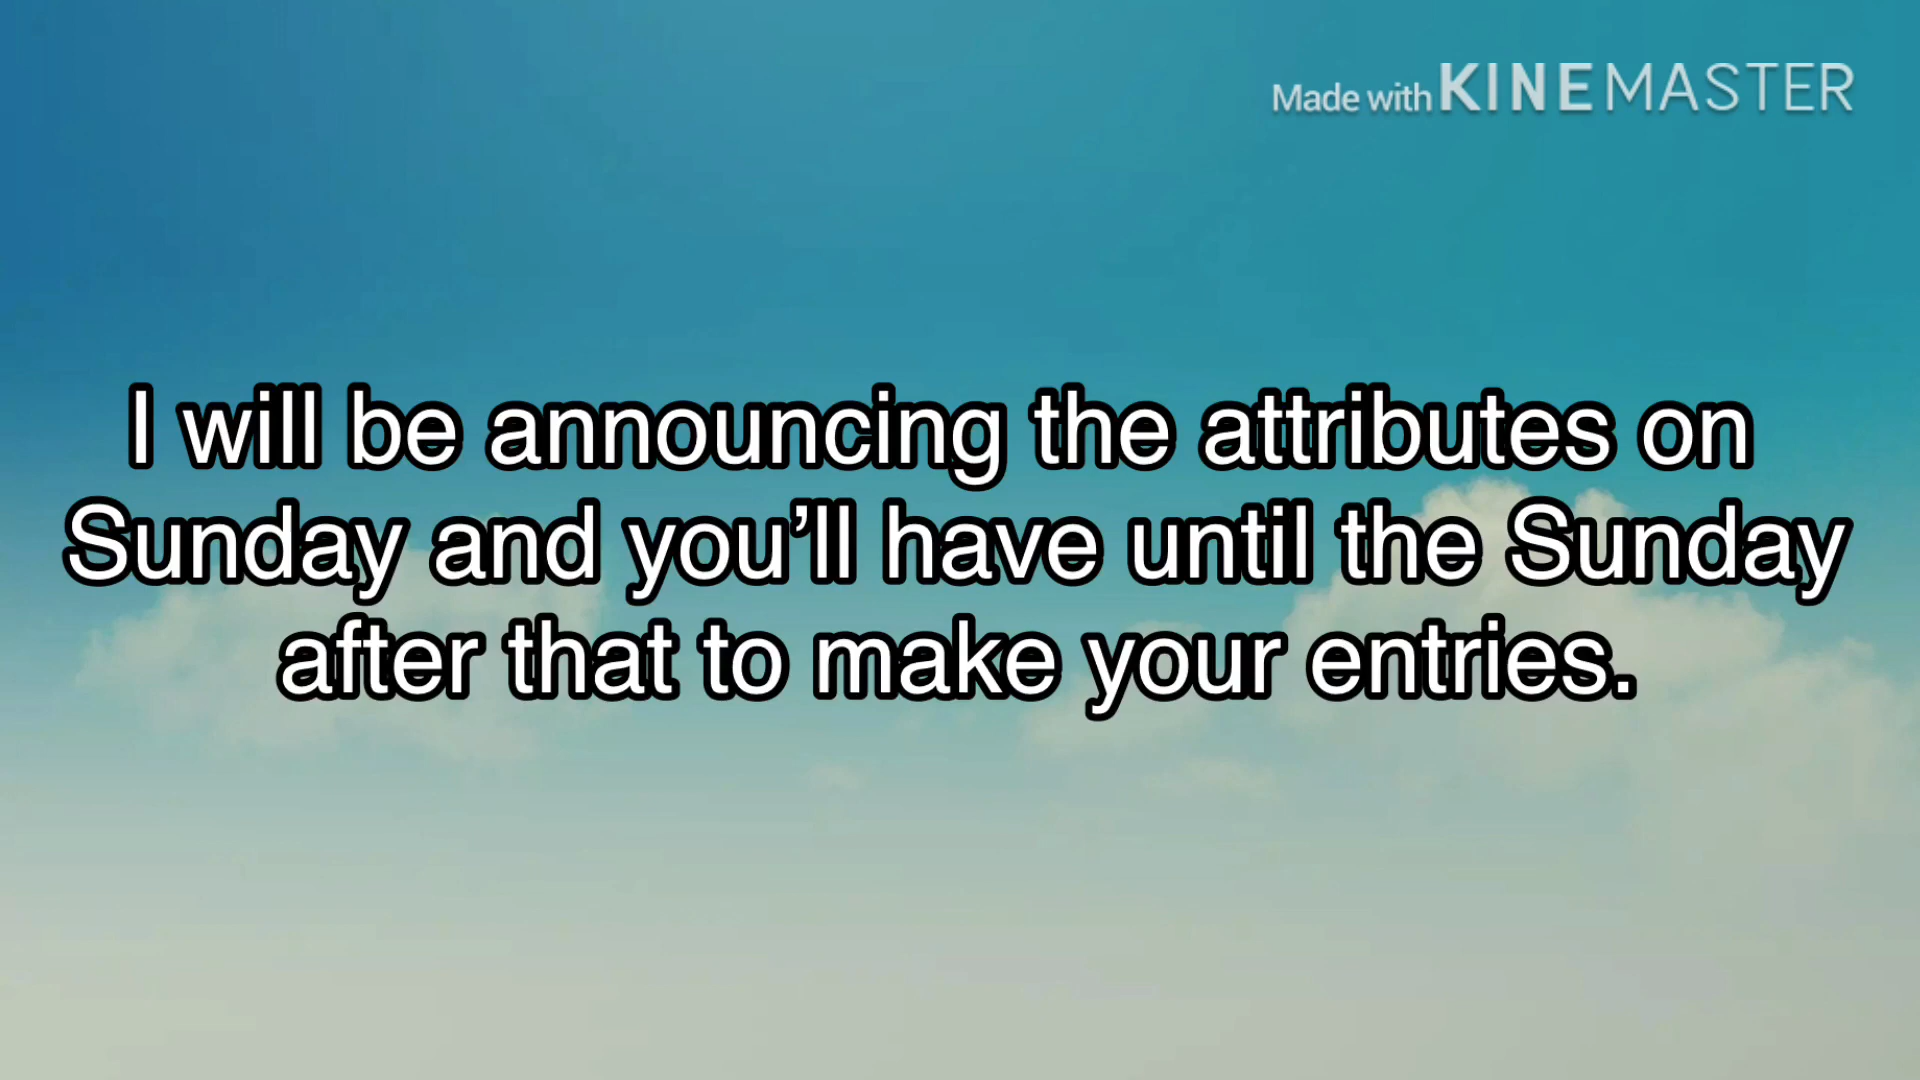 Made with KINEMASTER
I will be announcing the attributes on
Sunday and you’ll have until the Sunday
after that to make your entries.